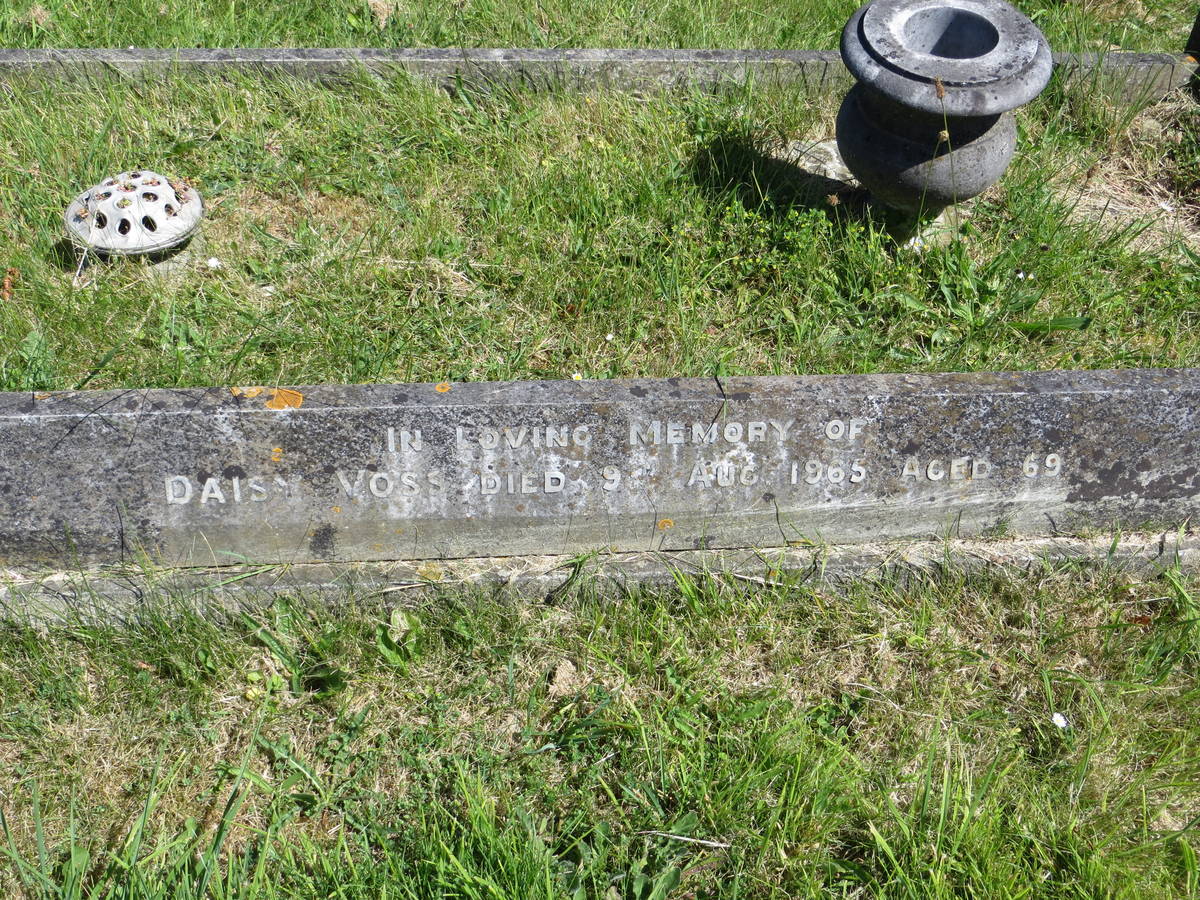 IN LOVING MEMORY OF
DAISY VOSS DIED 9TH AUG 1965 AGED 69